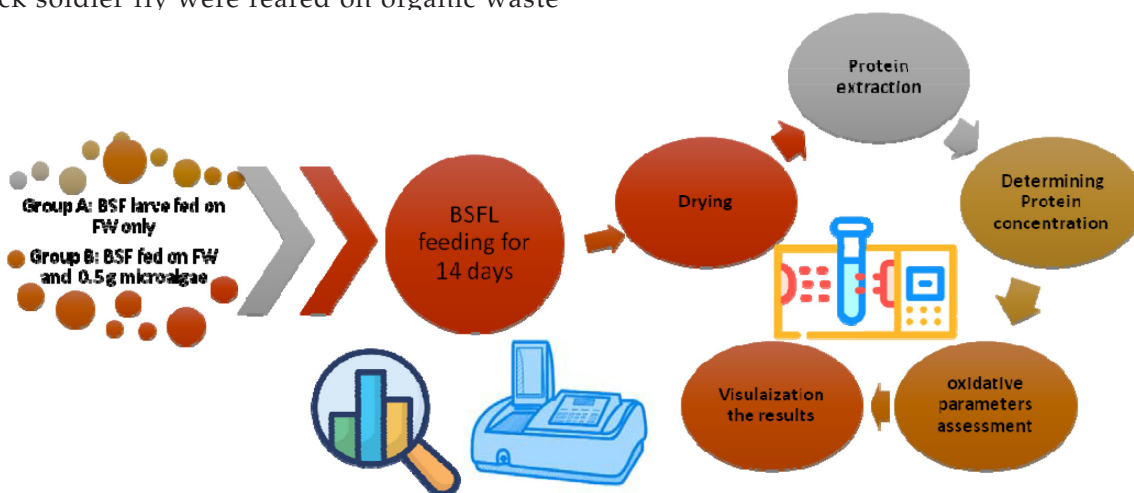 ck soldier fly were reared on organic waste
Group A: BSF larve fed on
FW only
Group B: BSF fed on FW
and 0.5g microalgae
BSFL
feeding for
14 days
Drying
Protein
extraction
Determining
Protein
concentration
oxidative
parameters
assessment
Visulaization
the results